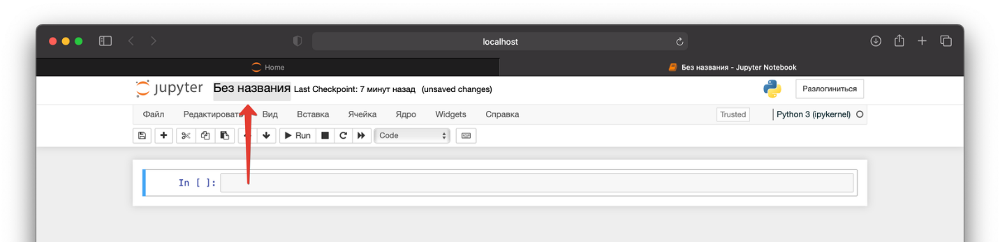 localhost
Home
Без названия - Jupyter Notebook
jupyter Без названия Last Checkpoint: 7 минут назад (unsaved changes)
Разлогиниться
Файл Редактировать Вид Вставка Ячейка Ядро Widgets Справка
Trusted Python 3 (ipykernel)
Run Code
In [ ]: